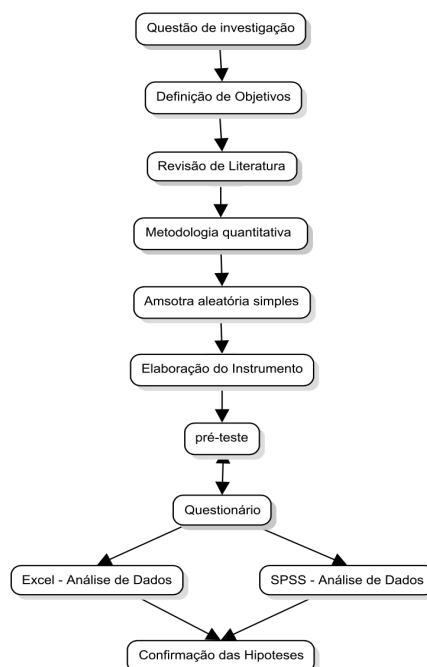 Questão de investigação
Definição de Objetivos
Revisão de Literatura
Metodologia quantitativa
Amsotra aleatória simples
Elaboração do Instrumento
pré-teste
Questionário
Excel - Análise de Dados
SPSS - Análise de Dados
Confirmação das Hipoteses